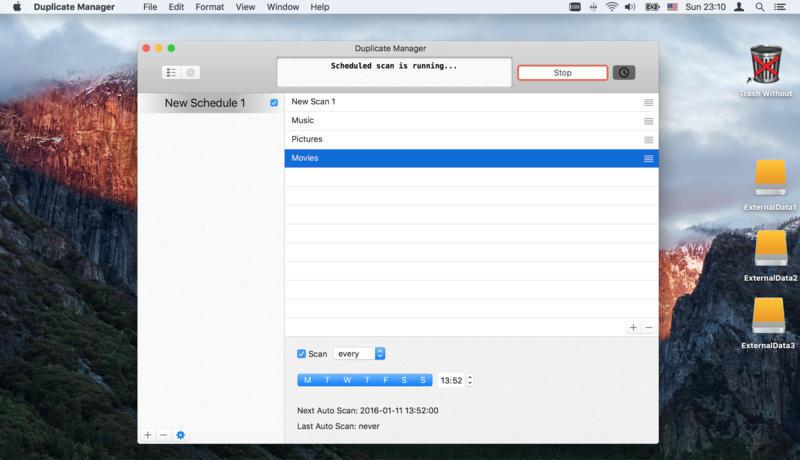 Duplicate Manager File Edit Format View Window Help Sun 23:10
Duplicate Manager
Scheduled scan is running...
Stop
New Schedule 1
New Scan 1
Music
Pictures
Movies
Scan every
M T W T F S S 13:52
Next Auto Scan: 2016-01-11 13:52:00
Last Auto Scan: never
Trash Without
ExternalData1
ExternalData2
ExternalData3